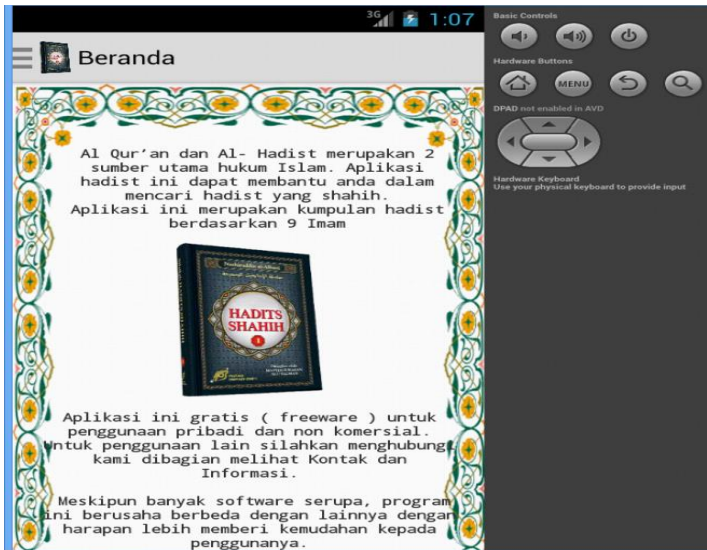 3G 1:07
Beranda
Al Qur'an dan Al- Hadist merupakan 2
sumber utama hukum Islam. Aplikasi
hadist ini dapat membantu anda dalam
mencari hadist yang shahih.
Aplikasi ini merupakan kumpulan hadist
berdasarkan 9 Imam
HADITS
SHAHIH
1
Aplikasi ini gratis ( freeware ) untuk
penggunaan pribadi dan non komersial.
Untuk penggunaan lain silahkan menghubungi
kami dibagian melihat Kontak dan
Informasi.
Meskipun banyak software serupa, program
ini berusaha berbeda dengan lainnya dengan
harapan lebih memberi kemudahan kepada
penggunanya.
Basic Controls
Hardware Buttons
MENU
DPAD not enabled in AVD
Hardware Keyboard
Use your physical keyboard to provide input